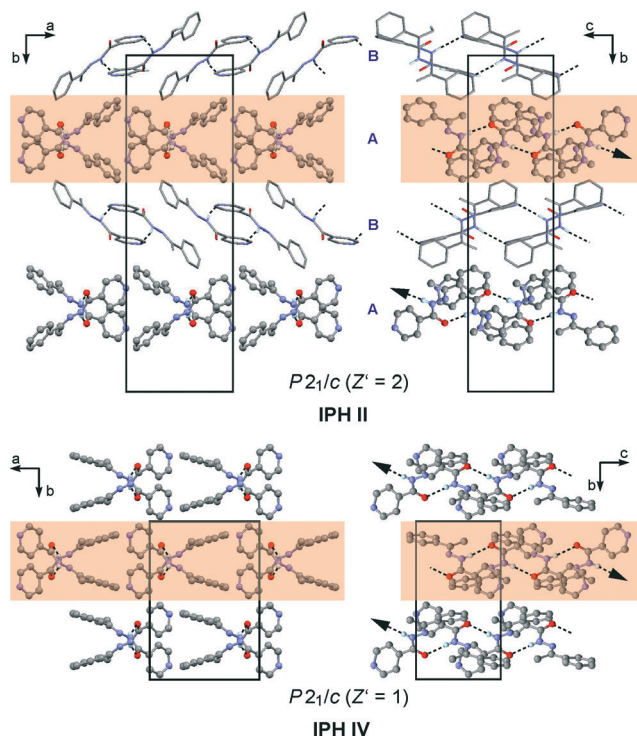 a
b
c
b
B
A
B
A
P2₁/c (Z‘ = 2)
IPH II
a
b
c
b
P2₁/c (Z‘ = 1)
IPH IV